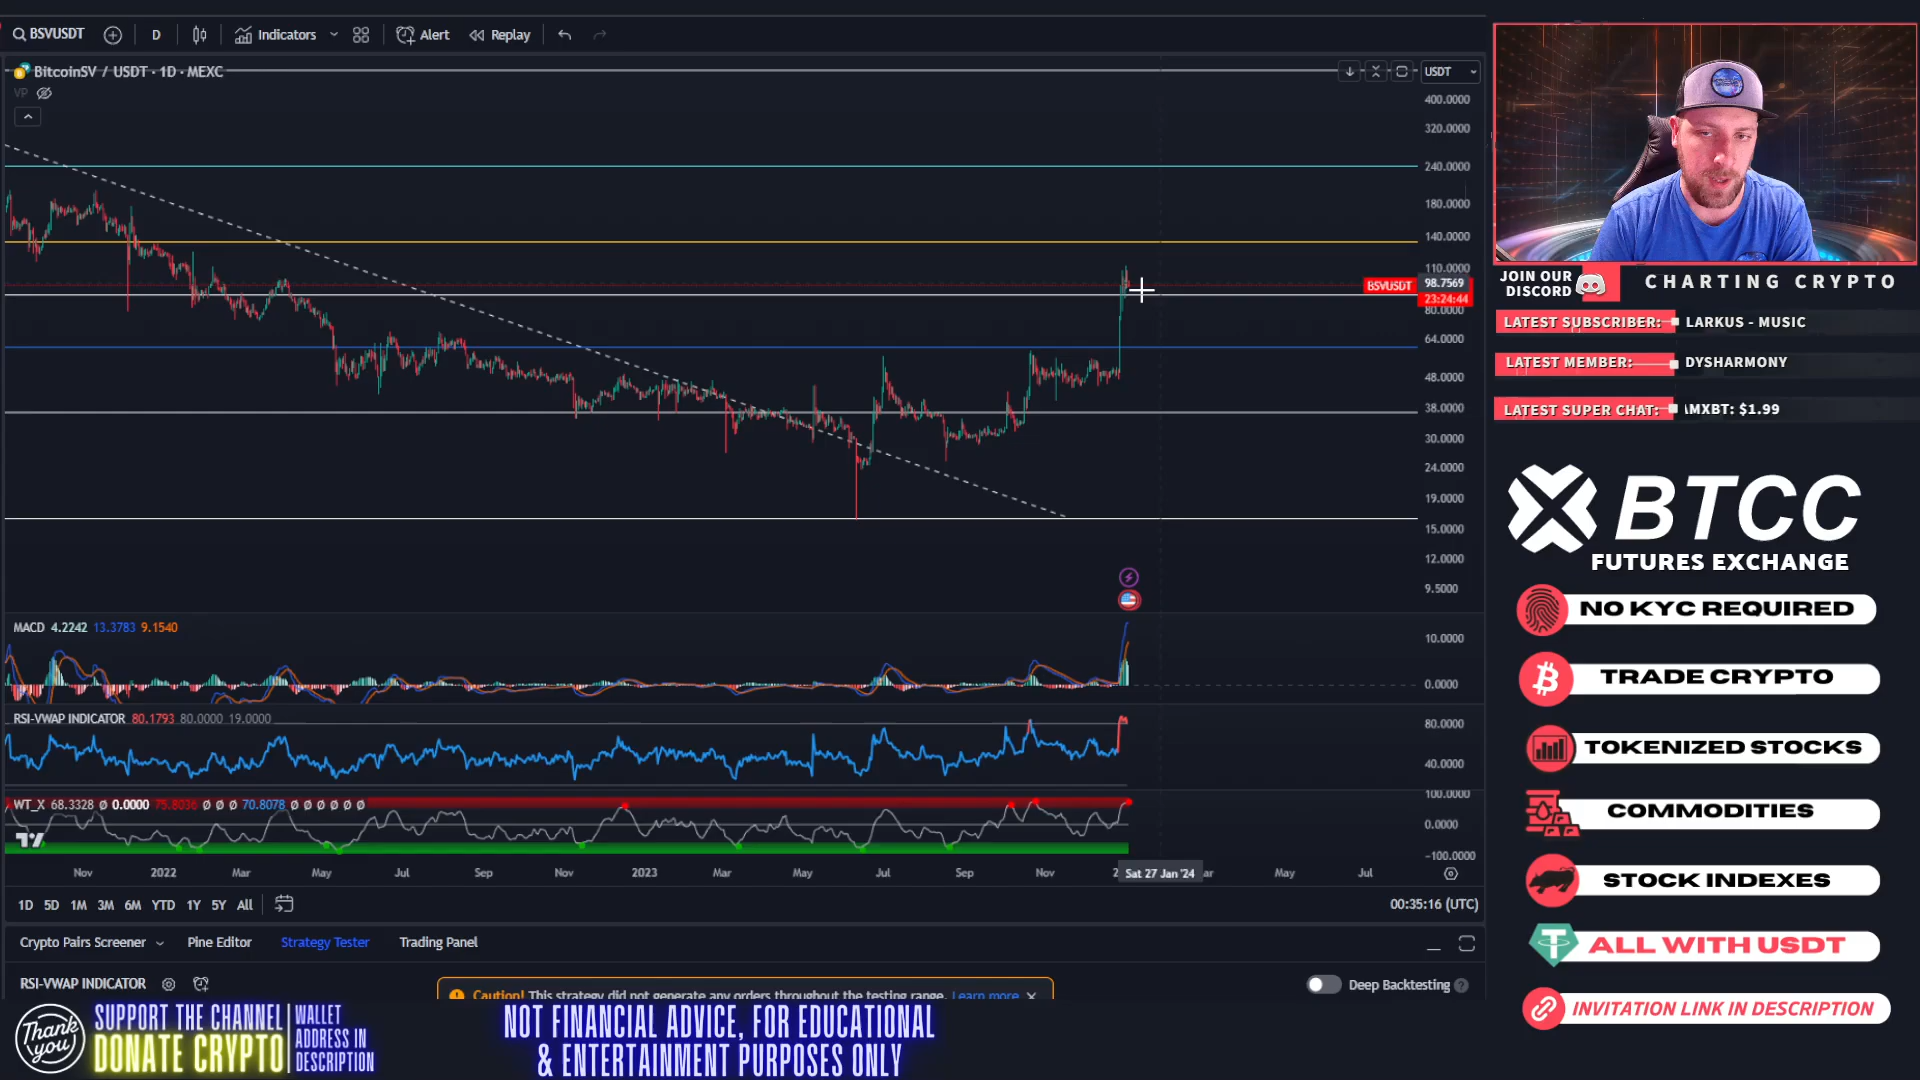 BSVUSDT
D
Indicators
Alert
Replay
BitcoinSV / USDT · 1D · MEXC
VP
USDT
400.0000
320.0000
240.0000
180.0000
140.0000
110.0000
BSVUSDT
98.7569
23:24:44
80.0000
64.0000
48.0000
38.0000
30.0000
24.0000
19.0000
15.0000
12.0000
9.5000
MACD 4.2242 13.3783 9.1540
10.0000
0.0000
RSI-VWAP INDICATOR 80.1793 80.0000 19.0000
80.0000
40.0000
WT_X 68.3328 Ø 0.0000 75.8036 Ø Ø Ø 70.8078 Ø Ø Ø Ø Ø Ø
100.0000
0.0000
−100.0000
Nov 2022 Mar May Jul Sep Nov 2023 Mar May Jul Sep Nov 2 Sat 27 Jan '24 ar May Jul
1D 5D 1M 3M 6M YTD 1Y 5Y All
00:35:16 (UTC)
Crypto Pairs Screener Pine Editor Strategy Tester Trading Panel
RSI-VWAP INDICATOR
Caution! This strategy did not generate any orders throughout the testing range. Learn more
Deep Backtesting
Thank you
SUPPORT THE CHANNEL
DONATE CRYPTO
WALLET
ADDRESS IN
DESCRIPTION
NOT FINANCIAL ADVICE, FOR EDUCATIONAL
& ENTERTAINMENT PURPOSES ONLY
JOIN OUR
DISCORD
CHARTING CRYPTO
LATEST SUBSCRIBER: LARKUS - MUSIC
LATEST MEMBER: DYSHARMONY
LATEST SUPER CHAT: MXBT: $1.99
BTCC
FUTURES EXCHANGE
NO KYC REQUIRED
TRADE CRYPTO
TOKENIZED STOCKS
COMMODITIES
STOCK INDEXES
ALL WITH USDT
INVITATION LINK IN DESCRIPTION